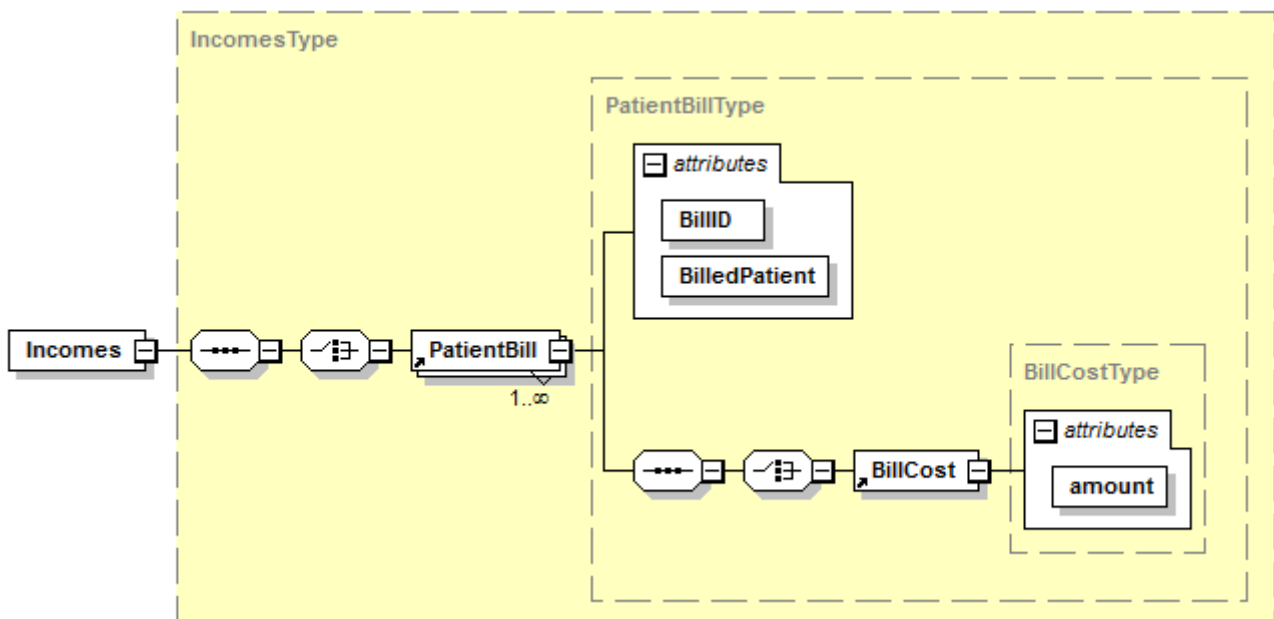 IncomesType
PatientBillType
attributes
BillID
BilledPatient
Incomes
PatientBill
1..∞
BillCostType
attributes
BillCost
amount